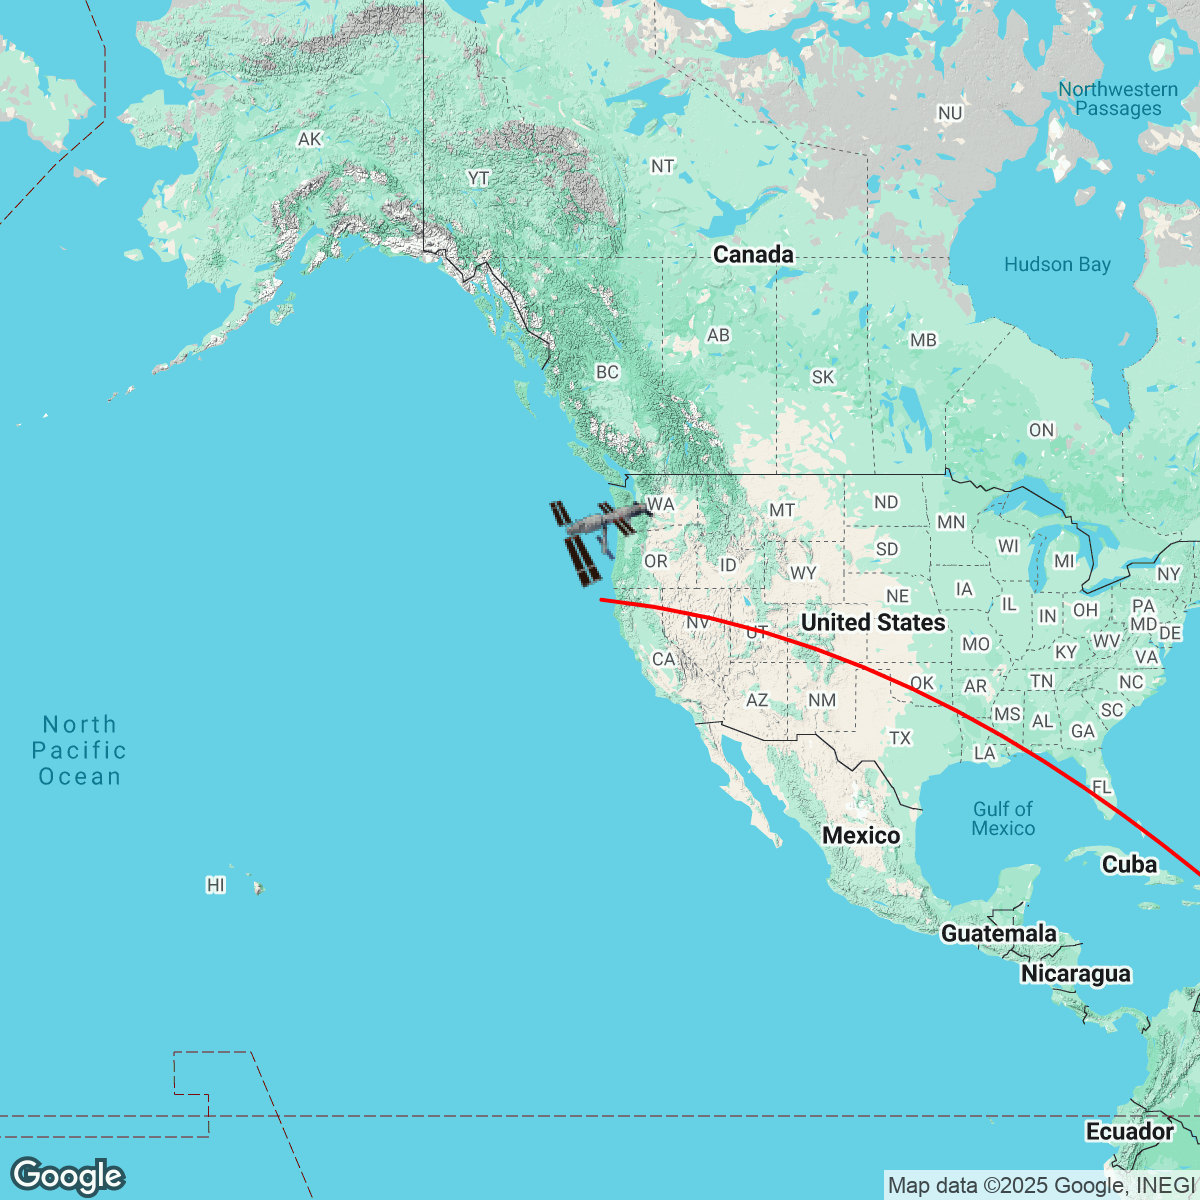 Northwestern
Passages
NU
AK
NT
YT
Canada
Hudson Bay
AB
MB
BC
SK
ON
WA
MT
ND
MN
OR
ID
WY
SD
WI
MI
NY
NE
IA
IL
IN
OH
PA
MD
DE
NV
UT
United States
MO
KY
WV
VA
CA
AZ
NM
OK
AR
TN
NC
MS
AL
GA
SC
TX
LA
FL
North
Pacific
Ocean
Gulf of
Mexico
Mexico
Cuba
HI
Guatemala
Nicaragua
Ecuador
Google
Map data ©2025 Google, INEGI